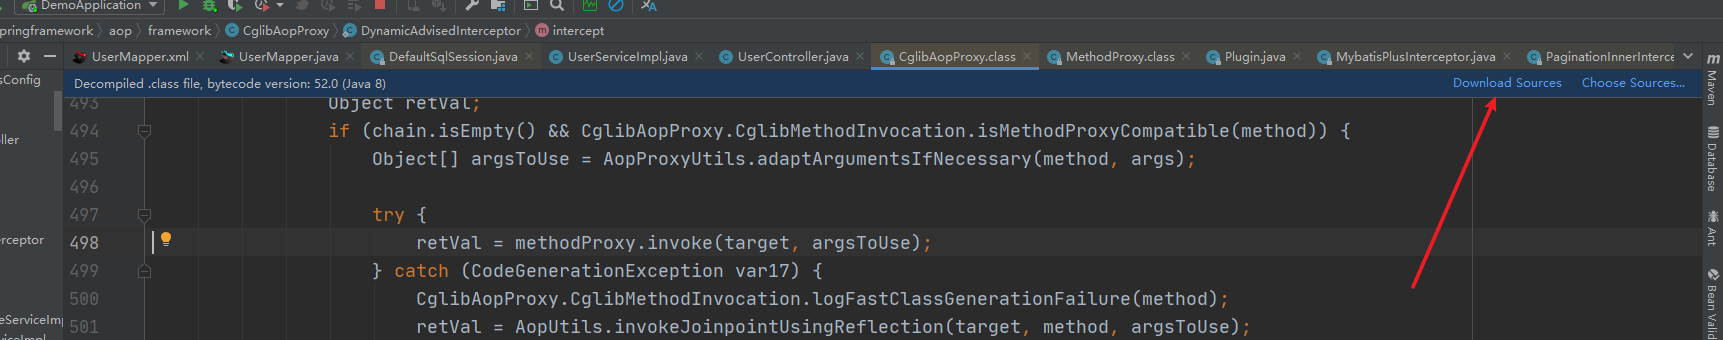 DemoApplication
pringframework aop framework CglibAopProxy DynamicAdvisedInterceptor intercept
UserMapper.xml UserMapper.java DefaultSqlSession.java UserServiceImpl.java UserController.java CglibAopProxy.class MethodProxy.class Plugin.java MybatisPlusInterceptor.java PaginationInnerInterce
sConfig
ller
erceptor
eServiceImp
viceImpl
Decompiled .class file, bytecode version: 52.0 (Java 8) Download Sources Choose Sources...
493 Object retVal;
494 if (chain.isEmpty() && CglibAopProxy.CglibMethodInvocation.isMethodProxyCompatible(method)) {
495 Object[] argsToUse = AopProxyUtils.adaptArgumentsIfNecessary(method, args);
496
497 try {
498 retVal = methodProxy.invoke(target, argsToUse);
499 } catch (CodeGenerationException var17) {
500 CglibAopProxy.CglibMethodInvocation.logFastClassGenerationFailure(method);
501 retVal = AopUtils.invokeJoinpointUsingReflection(target, method, argsToUse);
m Maven
Database
Ant
Bean Valid